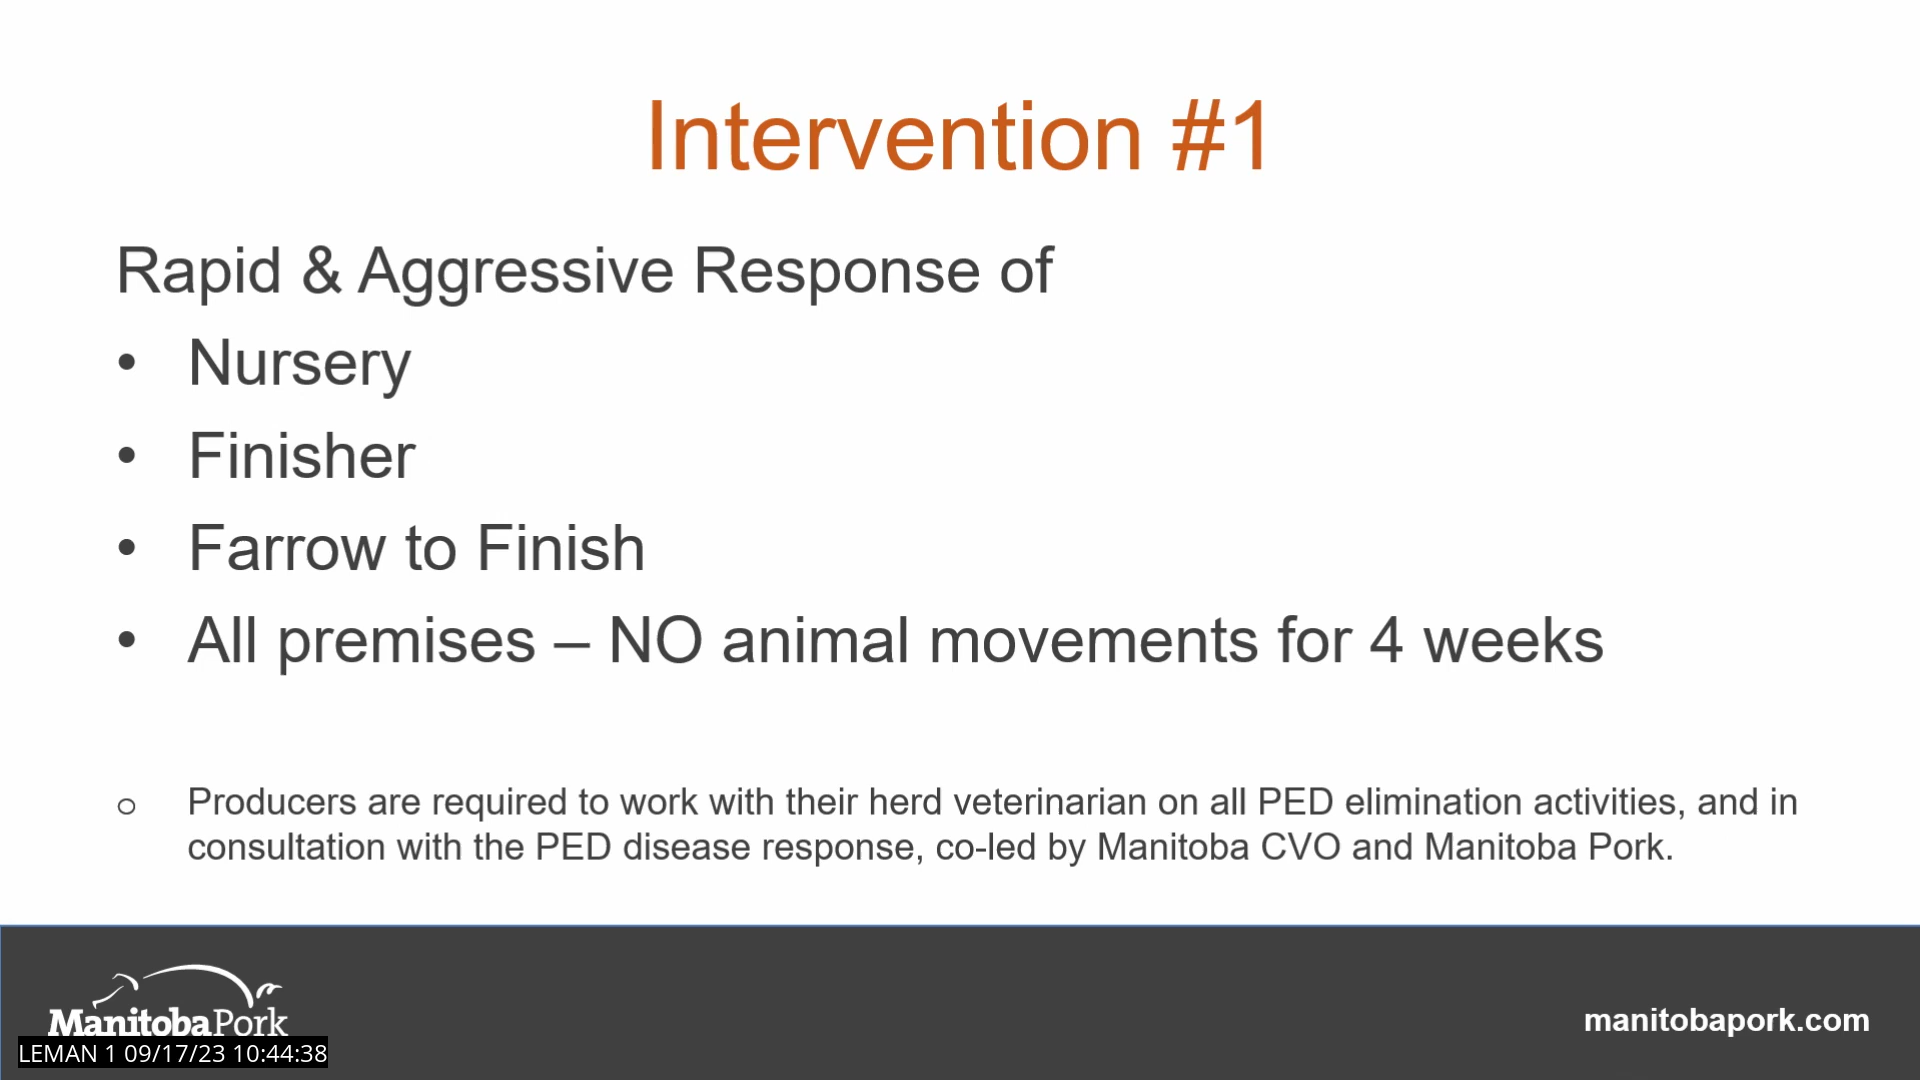 Intervention #1
Rapid & Aggressive Response of
• Nursery
• Finisher
• Farrow to Finish
• All premises – NO animal movements for 4 weeks
o Producers are required to work with their herd veterinarian on all PED elimination activities, and in
consultation with the PED disease response, co-led by Manitoba CVO and Manitoba Pork.
ManitobaPork
manitobapork.com
LEMAN 1 09/17/23 10:44:38